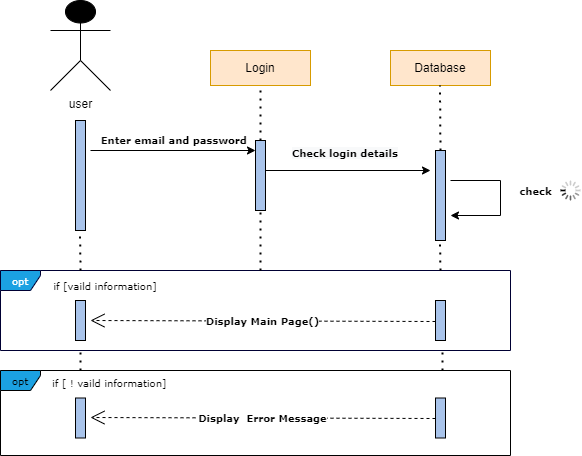 user
Login
Database
Enter email and password
Check login details
check
opt
if [vaild information]
Display Main Page()
opt
if [ ! vaild information]
Display Error Message